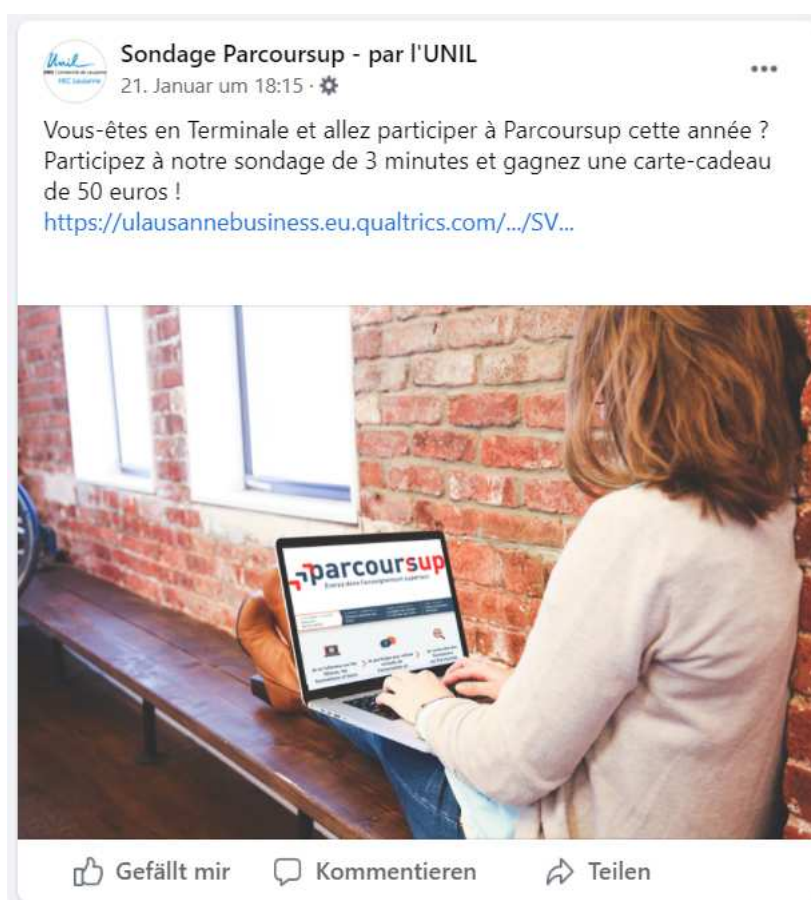 Unil
HEC Lausanne
Sondage Parcoursup - par l'UNIL
21. Januar um 18:15 ·
Vous-êtes en Terminale et allez participer à Parcoursup cette année ?
Participez à notre sondage de 3 minutes et gagnez une carte-cadeau
de 50 euros !
https://ulausannebusiness.eu.qualtrics.com/.../SV...
parcoursup
Entrez dans l'enseignement supérieur
Gefällt mir
Kommentieren
Teilen